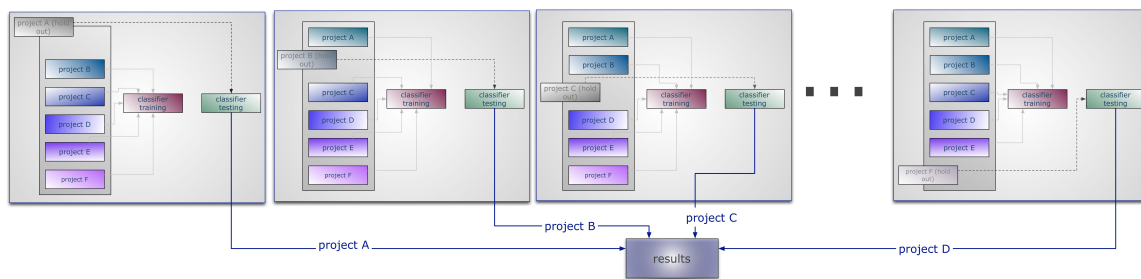 project A (hold
out)
project B
project C
project D
project E
project F
classifier
training
classifier
testing
project A
project B (hold
out)
project C
project D
project E
project F
classifier
training
classifier
testing
project A
project B
project C (hold
out)
project D
project E
project F
classifier
training
classifier
testing
project A
project B
project C
project D
project E
project F (hold
out)
classifier
training
classifier
testing
project A
project B
project C
project D
results